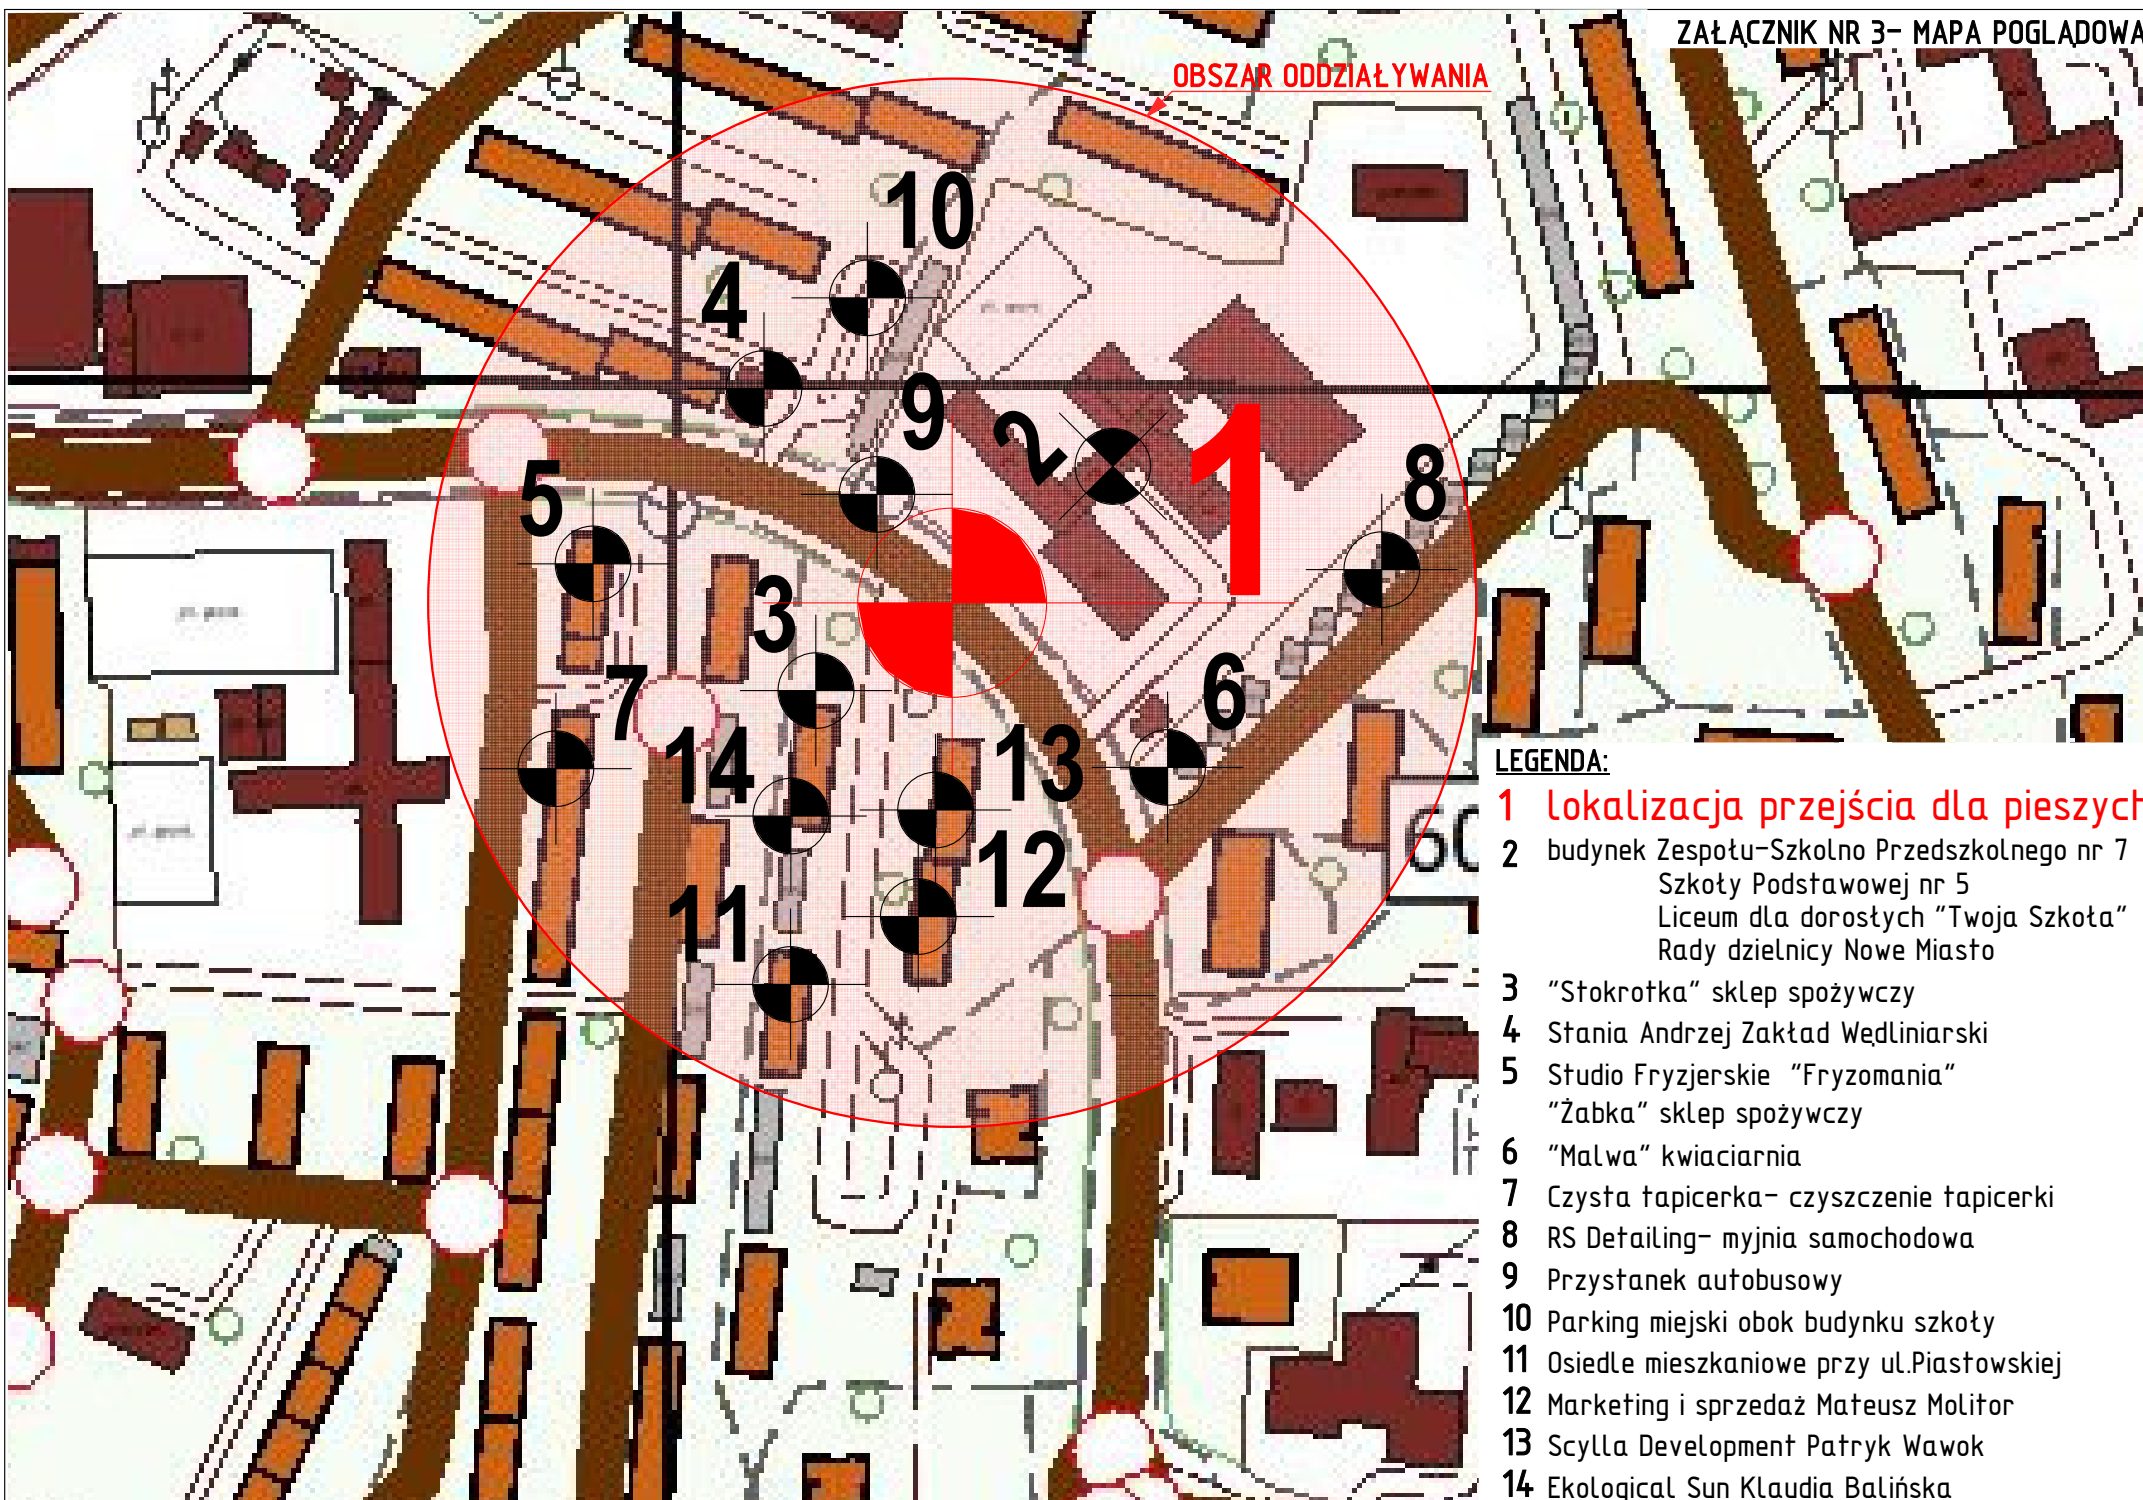 ZAŁĄCZNIK NR 3- MAPA POGLĄDOWA
OBSZAR ODDZIAŁYWANIA
10
4
9
2
1
8
5
3
7
6
14
13
12
11
60
LEGENDA:
1 lokalizacja przejścia dla pieszych
2 budynek Zespołu-Szkolno Przedszkolnego nr 7
Szkoły Podstawowej nr 5
Liceum dla dorosłych "Twoja Szkoła"
Rady dzielnicy Nowe Miasto
3 "Stokrotka" sklep spożywczy
4 Stania Andrzej Zakład Wędliniarski
5 Studio Fryzjerskie "Fryzomania"
"Żabka" sklep spożywczy
6 "Malwa" kwiaciarnia
7 Czysta tapicerka- czyszczenie tapicerki
8 RS Detailing- myjnia samochodowa
9 Przystanek autobusowy
10 Parking miejski obok budynku szkoły
11 Osiedle mieszkaniowe przy ul.Piastowskiej
12 Marketing i sprzedaż Mateusz Molitor
13 Scylla Development Patryk Wawok
14 Ekological Sun Klaudia Balińska